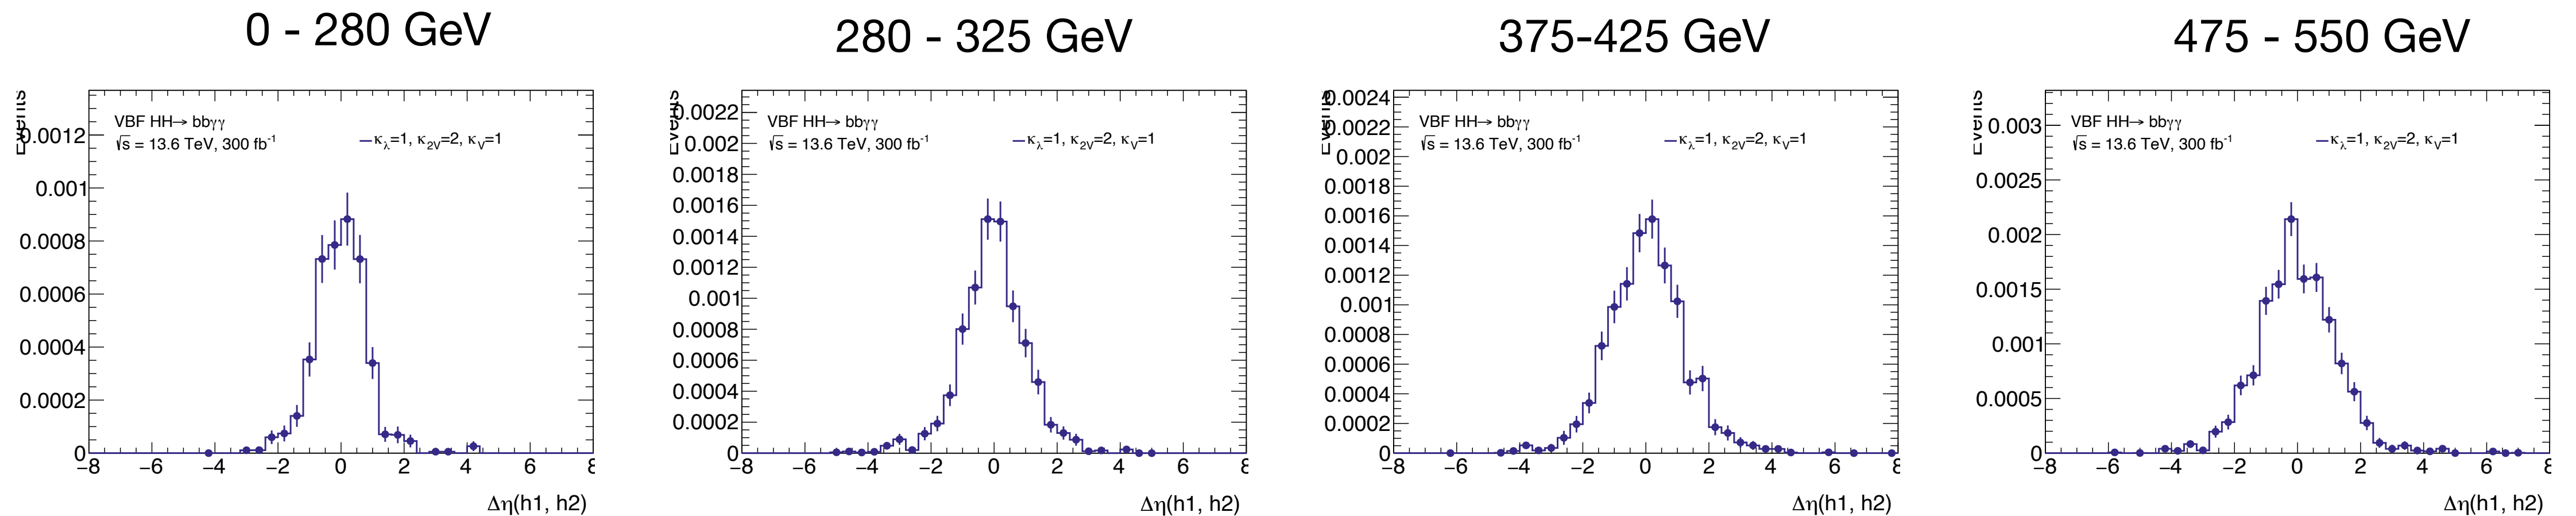 0 - 280 GeV
280 - 325 GeV
375-425 GeV
475 - 550 GeV
Events
VBF HH→ bbγγ
√s = 13.6 TeV, 300 fb⁻¹
κλ=1, κ2V=2, κV=1
0.0012
0.001
0.0008
0.0006
0.0004
0.0002
0
−8 −6 −4 −2 0 2 4 6 8
Δη(h1, h2)
Events
VBF HH→ bbγγ
√s = 13.6 TeV, 300 fb⁻¹
κλ=1, κ2V=2, κV=1
0.0022
0.002
0.0018
0.0016
0.0014
0.0012
0.001
0.0008
0.0006
0.0004
0.0002
0
−8 −6 −4 −2 0 2 4 6 8
Δη(h1, h2)
Events
VBF HH→ bbγγ
√s = 13.6 TeV, 300 fb⁻¹
κλ=1, κ2V=2, κV=1
0.0024
0.0022
0.002
0.0018
0.0016
0.0014
0.0012
0.001
0.0008
0.0006
0.0004
0.0002
0
−8 −6 −4 −2 0 2 4 6 8
Δη(h1, h2)
Events
VBF HH→ bbγγ
√s = 13.6 TeV, 300 fb⁻¹
κλ=1, κ2V=2, κV=1
0.003
0.0025
0.002
0.0015
0.001
0.0005
0
−8 −6 −4 −2 0 2 4 6 8
Δη(h1, h2)